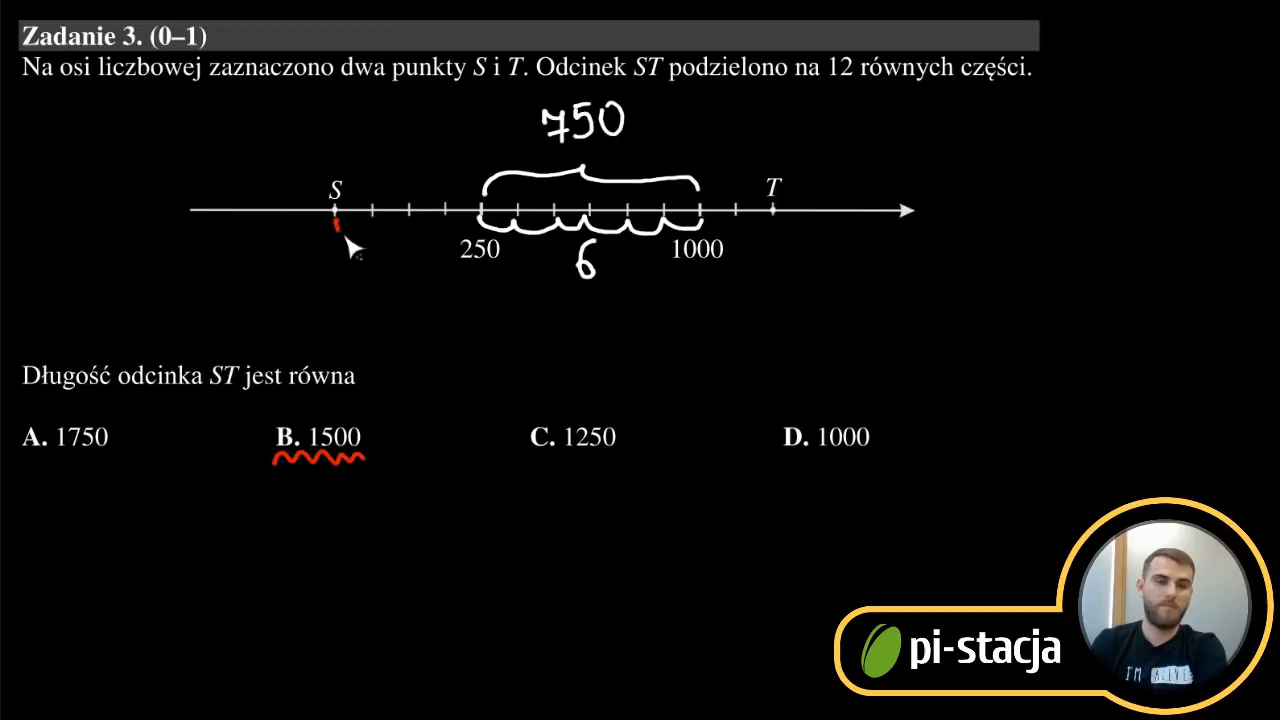 Zadanie 3. (0–1)
Na osi liczbowej zaznaczono dwa punkty S i T. Odcinek ST podzielono na 12 równych części.
750
S
T
250
1000
6
Długość odcinka ST jest równa
A. 1750
B. 1500
C. 1250
D. 1000
pi-stacja
I'M ALIVE